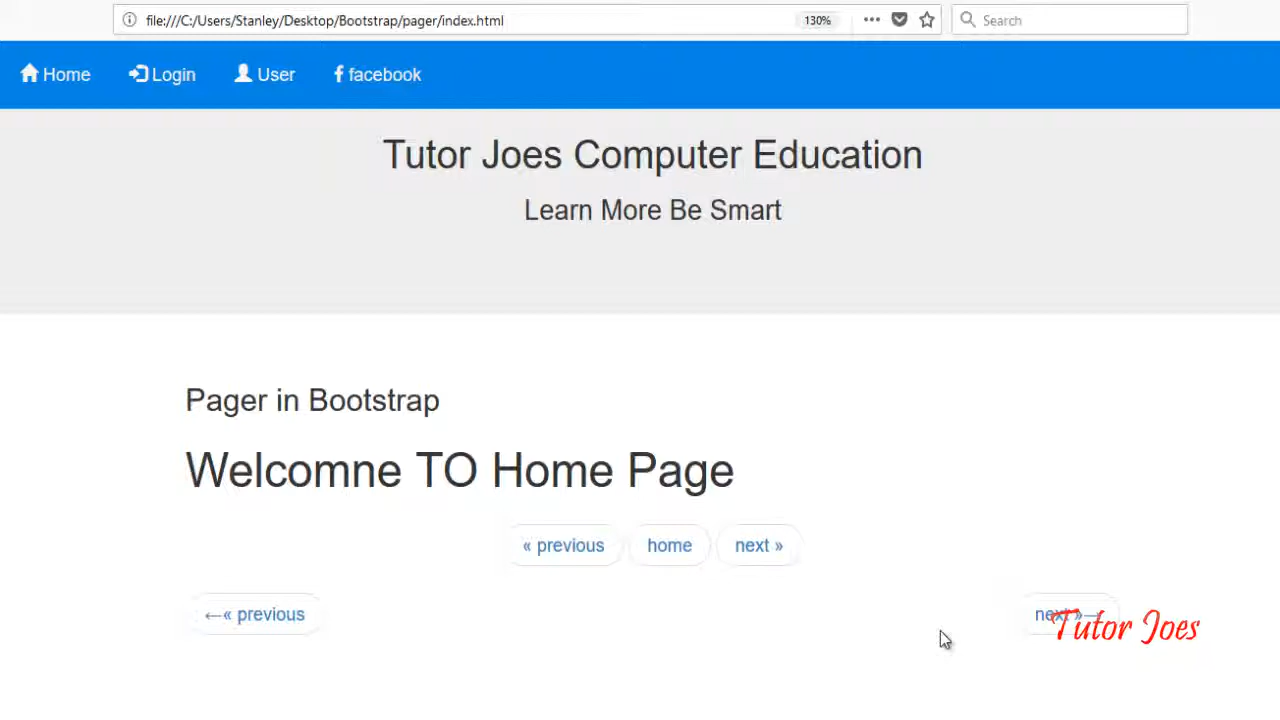 file:///C:/Users/Stanley/Desktop/Bootstrap/pager/index.html 130% Search
Home Login User facebook
Tutor Joes Computer Education
Learn More Be Smart
Pager in Bootstrap
Welcomne TO Home Page
« previous home next »
←« previous next »→
Tutor Joes